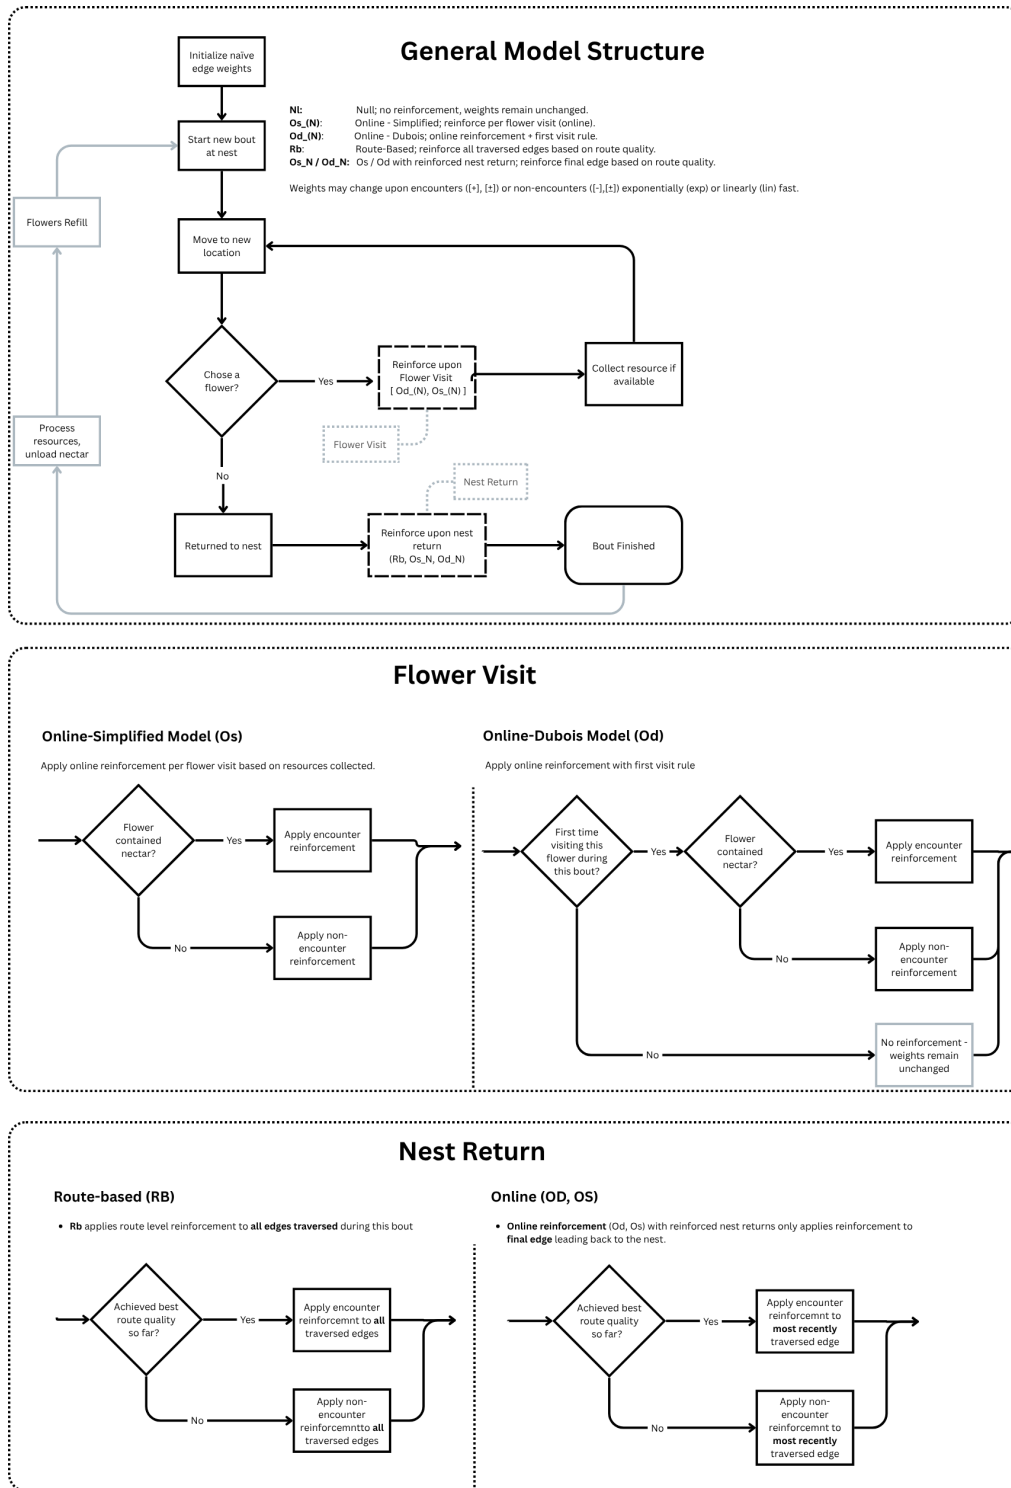 General Model Structure
Initialize naïve
edge weights
Nl: Null; no reinforcement, weights remain unchanged.
Os_(N): Online - Simplified; reinforce per flower visit (online).
Od_(N): Online - Dubois; online reinforcement + first visit rule.
Rb: Route-Based; reinforce all traversed edges based on route quality.
Os_N / Od_N: Os / Od with reinforced nest return; reinforce final edge based on route quality.
Weights may change upon encounters ([+], [±]) or non-encounters ([-],[±]) exponentially (exp) or linearly (lin) fast.
Start new bout
at nest
Flowers Refill
Move to new
location
Chose a
flower?
Yes
Reinforce upon
Flower Visit
[ Od_(N), Os_(N) ]
Collect resource if
available
Flower Visit
Process
resources,
unload nectar
No
Nest Return
Returned to nest
Reinforce upon nest
return
(Rb, Os_N, Od_N)
Bout Finished
Flower Visit
Online-Simplified Model (Os)
Apply online reinforcement per flower visit based on resources collected.
Flower
contained
nectar?
Yes
Apply encounter
reinforcement
No
Apply non-
encounter
reinforcement
Online-Dubois Model (Od)
Apply online reinforcement with first visit rule
First time
visiting this
flower during
this bout?
Yes
Flower
contained
nectar?
Yes
Apply encounter
reinforcement
No
Apply non-
encounter
reinforcement
No
No reinforcement -
weights remain
unchanged
Nest Return
Route-based (RB)
• Rb applies route level reinforcement to all edges traversed during this bout
Achieved best
route quality
so far?
Yes
Apply encounter
reinforcemnt to all
traversed edges
No
Apply non-
encounter
reinforcemntto all
traversed edges
Online (OD, OS)
• Online reinforcement (Od, Os) with reinforced nest returns only applies reinforcement to
final edge leading back to the nest.
Achieved best
route quality
so far?
Yes
Apply encounter
reinforcemnt to
most recently
traversed edge
No
Apply non-
encounter
reinforcemnt to
most recently
traversed edge